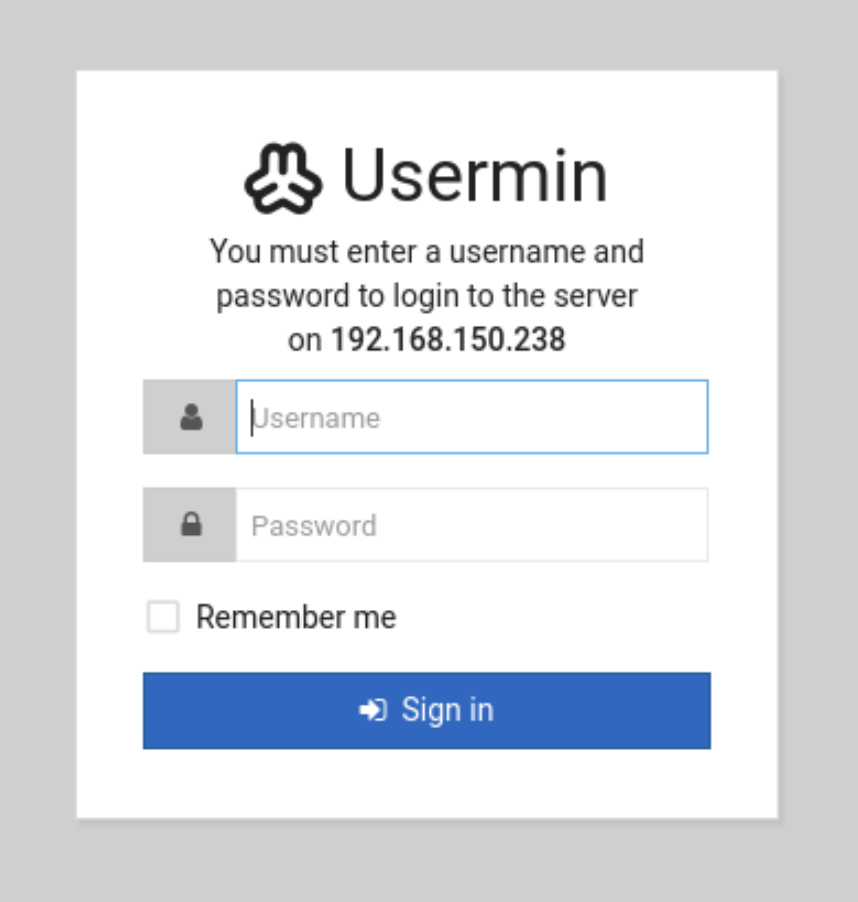 Usermin
You must enter a username and
password to login to the server
on 192.168.150.238
Username
Password
Remember me
Sign in